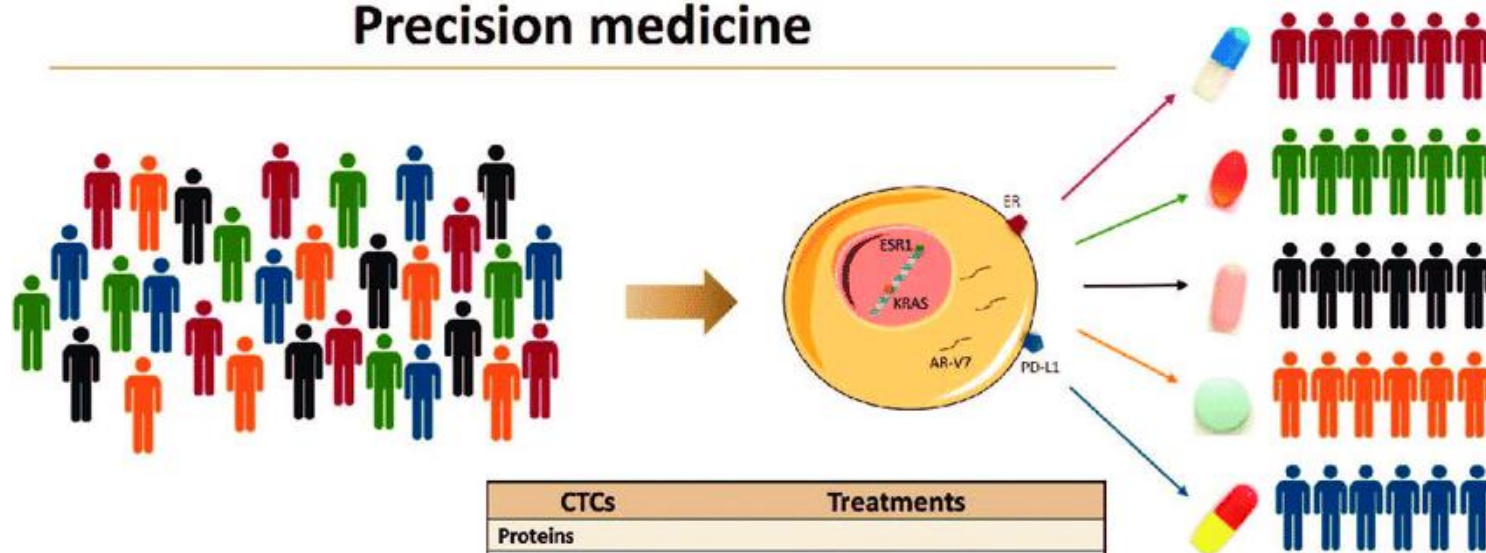 Precision medicine
ER
ESR1
KRAS
AR-V7
PD-L1
CTCs Treatments
Proteins